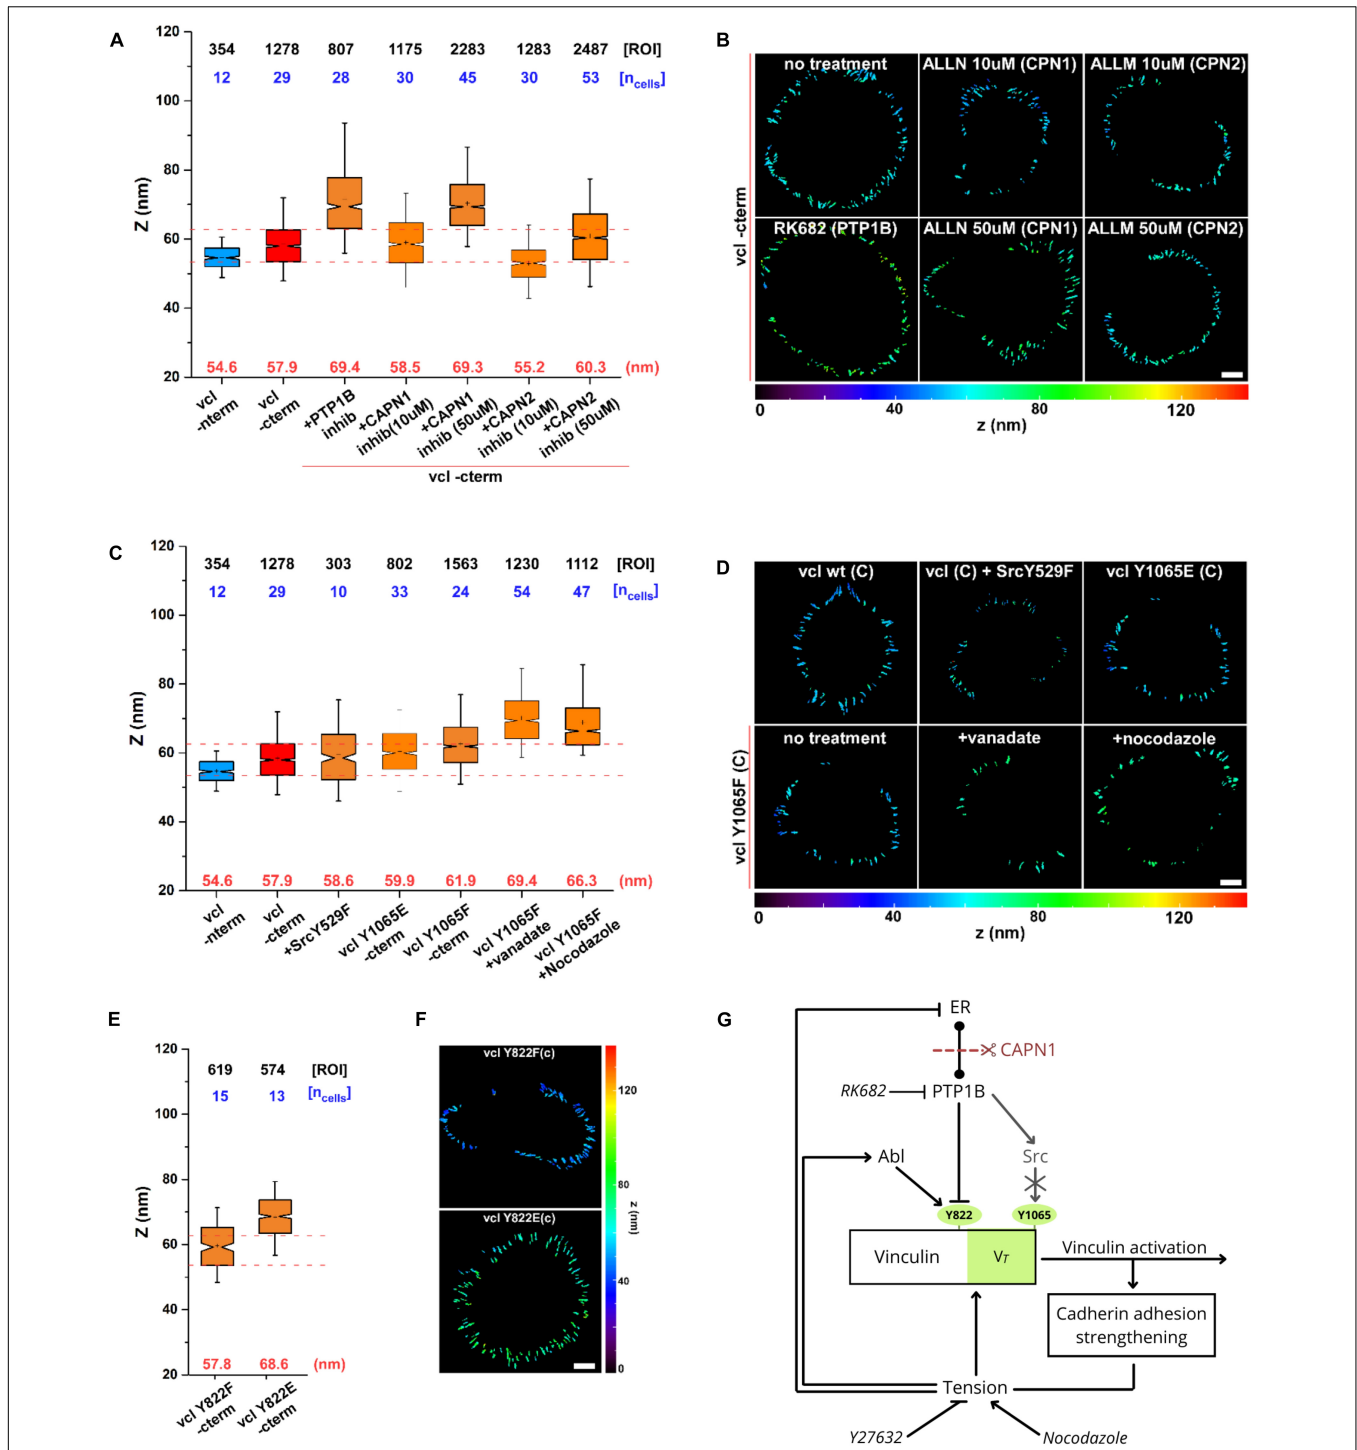 A
120
100
80
60
40
20
Z (nm)
354 1278 807 1175 2283 1283 2487 [ROI]
12 29 28 30 45 30 53 [ncells]
54.6 57.9 69.4 58.5 69.3 55.2 60.3 (nm)
vcl -nterm
vcl -cterm
+PTP1B inhib
+CAPN1 inhib(10uM)
+CAPN1 inhib (50uM)
+CAPN2 inhib (10uM)
+CAPN2 inhib (50uM)
vcl -cterm
B
vcl -cterm
no treatment
ALLN 10uM (CPN1)
ALLM 10uM (CPN2)
RK682 (PTP1B)
ALLN 50uM (CPN1)
ALLM 50uM (CPN2)
0 40 80 120
z (nm)
C
120
100
80
60
40
20
Z (nm)
354 1278 303 802 1563 1230 1112 [ROI]
12 29 10 33 24 54 47 [ncells]
54.6 57.9 58.6 59.9 61.9 69.4 66.3 (nm)
vcl -nterm
vcl -cterm
+SrcY529F
vcl Y1065E -cterm
vcl Y1065F -cterm
vcl Y1065F +vanadate
vcl Y1065F +Nocodazole
D
vcl wt (C)
vcl (C) + SrcY529F
vcl Y1065E (C)
vcl Y1065F (C)
no treatment
+vanadate
+nocodazole
0 40 80 120
z (nm)
E
120
100
80
60
40
20
Z (nm)
619 574 [ROI]
15 13 [ncells]
57.8 68.6 (nm)
vcl Y822F -cterm
vcl Y822E -cterm
F
vcl Y822F(c)
vcl Y822E(c)
120
80
40
0
z (nm)
G
ER
CAPN1
RK682
PTP1B
Abl
Src
Y822
Y1065
Vinculin
VT
Vinculin activation
Cadherin adhesion
strengthening
Tension
Y27632
Nocodazole